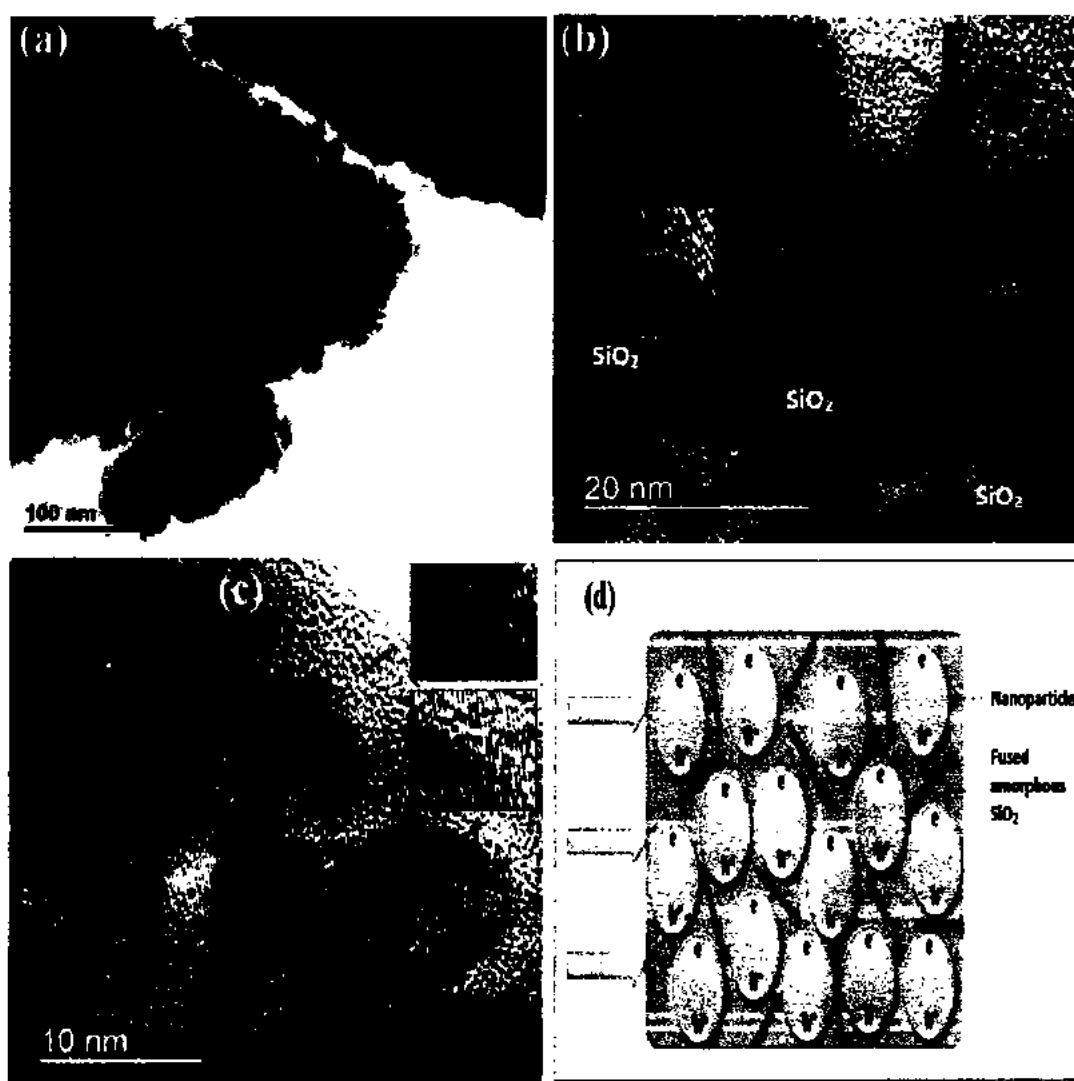 (a)
100 nm
(b)
SiO₂
SiO₂
SiO₂
20 nm
(c)
10 nm
(d)
Nanoparticle
Fused
amorphous
SiO₂